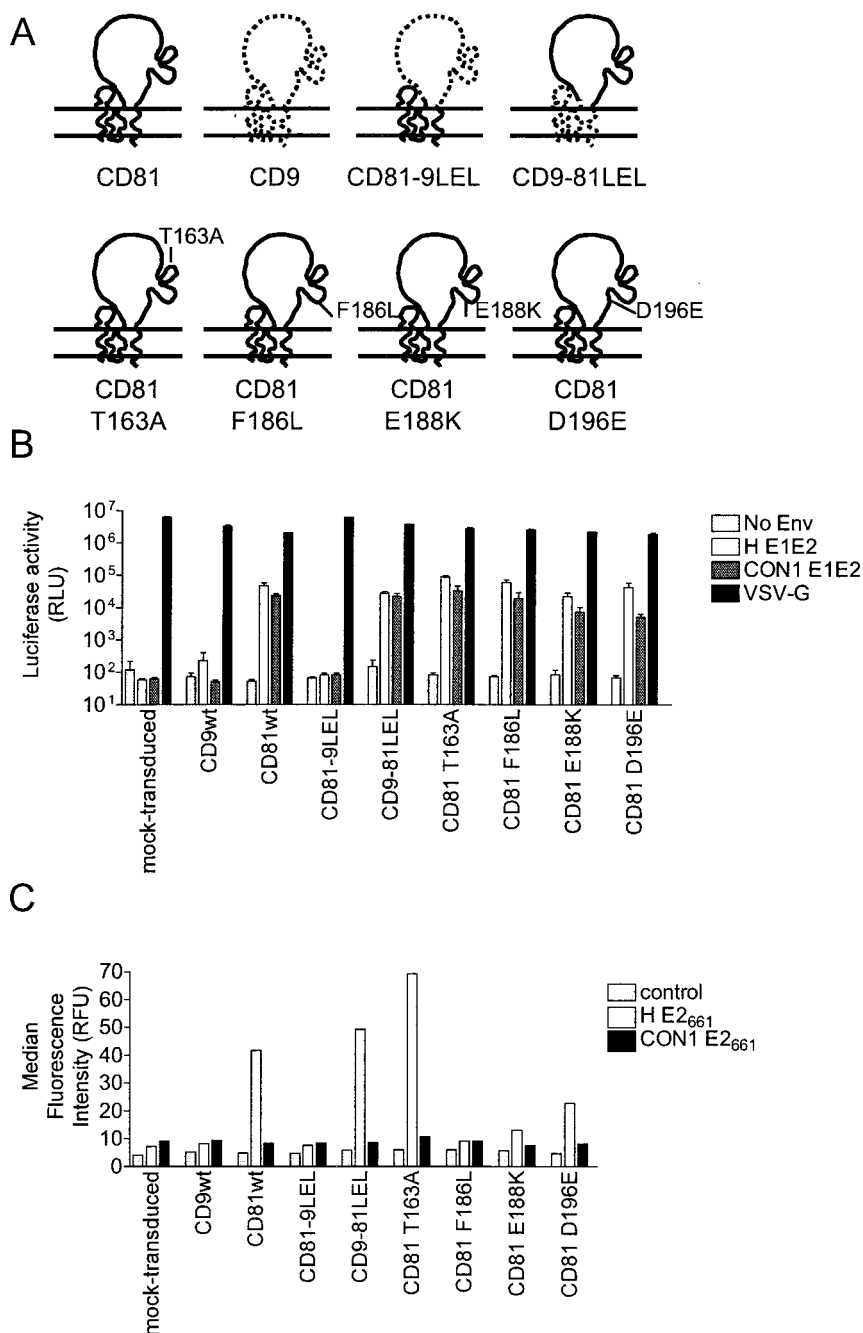 A
CD81 CD9 CD81-9LEL CD9-81LEL
T163A
F186L E188K D196E
CD81 CD81 CD81 CD81
T163A F186L E188K D196E
B
Luciferase activity
(RLU)
10⁷
10⁶
10⁵
10⁴
10³
10²
10¹
No Env
H E1E2
CON1 E1E2
VSV-G
mock-transduced
CD9wt
CD81wt
CD81-9LEL
CD9-81LEL
CD81 T163A
CD81 F186L
CD81 E188K
CD81 D196E
C
Median
Fluorescence
Intensity (RFU)
70
60
50
40
30
20
10
0
control
H E2₆₆₁
CON1 E2₆₆₁
mock-transduced
CD9wt
CD81wt
CD81-9LEL
CD9-81LEL
CD81 T163A
CD81 F186L
CD81 E188K
CD81 D196E